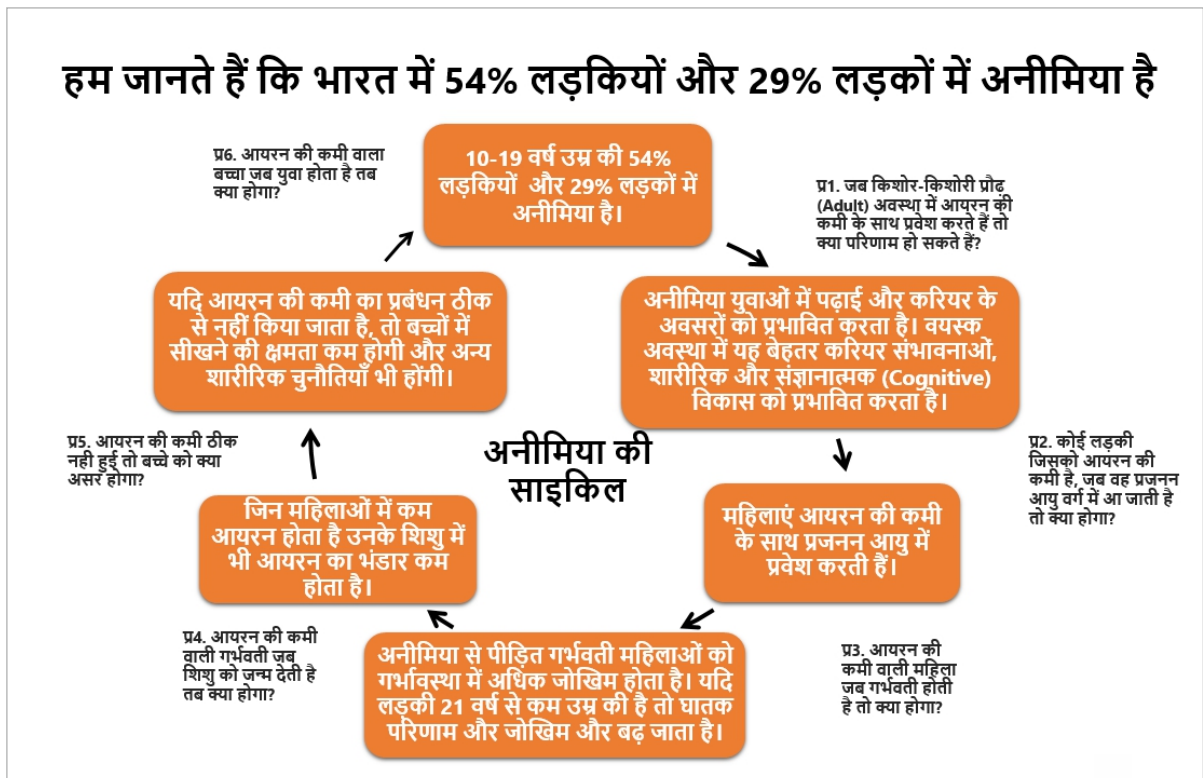 हम जानते हैं कि भारत में 54% लड़कियों और 29% लड़कों में अनीमिया है
10-19 वर्ष उम्र की 54%
लड़कियों और 29% लड़कों में
अनीमिया है।
प्र1. जब किशोर-किशोरी प्रौढ़
(Adult) अवस्था में आयरन की
कमी के साथ प्रवेश करते हैं तो
क्या परिणाम हो सकते हैं?
अनीमिया युवाओं में पढ़ाई और करियर के
अवसरों को प्रभावित करता है। वयस्क
अवस्था में यह बेहतर करियर संभावनाओं,
शारीरिक और संज्ञानात्मक (Cognitive)
विकास को प्रभावित करता है।
प्र2. कोई लड़की
जिसको आयरन की
कमी है, जब वह प्रजनन
आयु वर्ग में आ जाती है
तो क्या होगा?
महिलाएं आयरन की कमी
के साथ प्रजनन आयु में
प्रवेश करती हैं।
प्र3. आयरन की
कमी वाली महिला
जब गर्भवती होती
है तो क्या होगा?
अनीमिया से पीड़ित गर्भवती महिलाओं को
गर्भावस्था में अधिक जोखिम होता है। यदि
लड़की 21 वर्ष से कम उम्र की है तो घातक
परिणाम और जोखिम और बढ़ जाता है।
प्र4. आयरन की कमी
वाली गर्भवती जब
शिशु को जन्म देती है
तब क्या होगा?
जिन महिलाओं में कम
आयरन होता है उनके शिशु में
भी आयरन का भंडार कम
होता है।
प्र5. आयरन की कमी ठीक
नही हुई तो बच्चे को क्या
असर होगा?
यदि आयरन की कमी का प्रबंधन ठीक
से नहीं किया जाता है, तो बच्चों में
सीखने की क्षमता कम होगी और अन्य
शारीरिक चुनौतियाँ भी होंगी।
प्र6. आयरन की कमी वाला
बच्चा जब युवा होता है तब
क्या होगा?
अनीमिया की
साइकिल